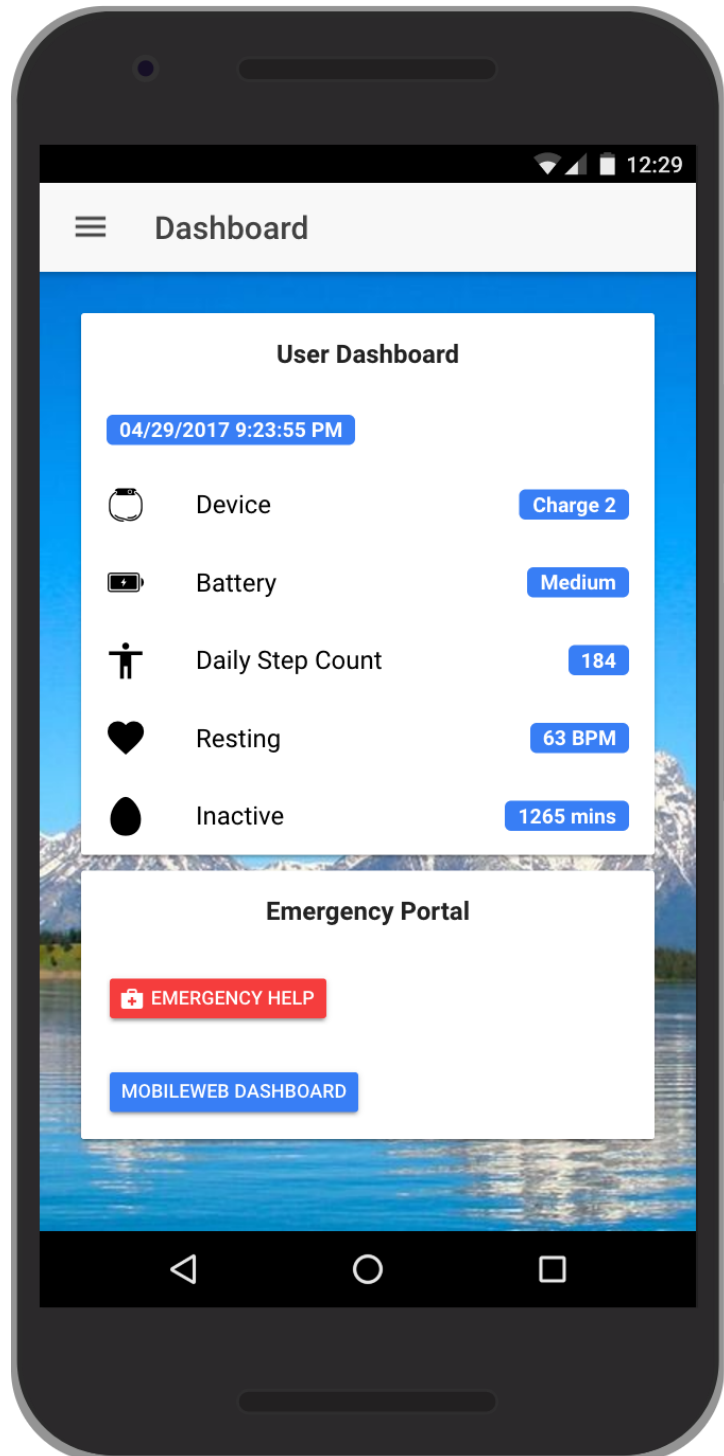 12:29
Dashboard
User Dashboard
04/29/2017 9:23:55 PM
Device Charge 2
Battery Medium
Daily Step Count 184
Resting 63 BPM
Inactive 1265 mins
Emergency Portal
EMERGENCY HELP
MOBILEWEB DASHBOARD